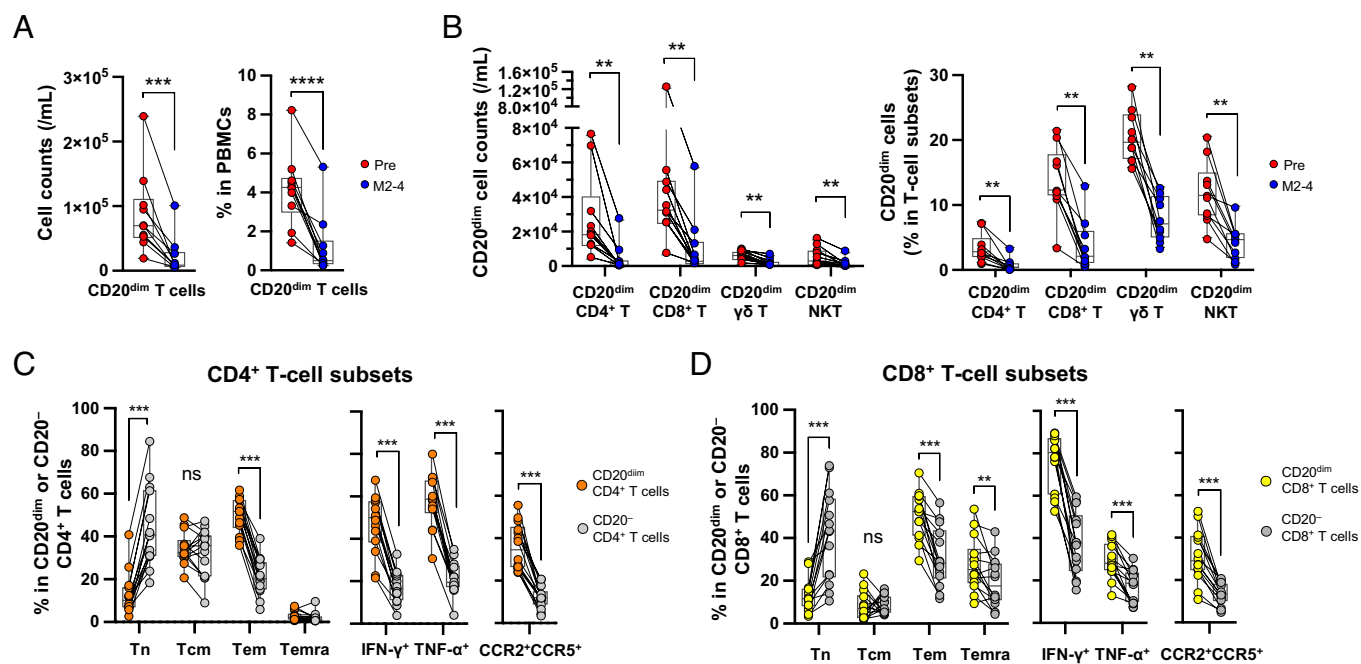 A
Cell counts (/mL)
3×10⁵
2×10⁵
1×10⁵
0
***
CD20ᵈⁱᵐ T cells
% in PBMCs
10
8
6
4
2
0
****
CD20ᵈⁱᵐ T cells
Pre
M2-4
B
CD20ᵈⁱᵐ cell counts (/mL)
1.6×10⁵
1.2×10⁵
8.0×10⁴
8×10⁴
6×10⁴
4×10⁴
2×10⁴
0
**
**
**
**
CD20ᵈⁱᵐ CD20ᵈⁱᵐ CD20ᵈⁱᵐ CD20ᵈⁱᵐ
CD4⁺ T CD8⁺ T γδ T NKT
CD20ᵈⁱᵐ cells
(% in T-cell subsets)
30
20
10
0
**
**
**
**
CD20ᵈⁱᵐ CD20ᵈⁱᵐ CD20ᵈⁱᵐ CD20ᵈⁱᵐ
CD4⁺ T CD8⁺ T γδ T NKT
Pre
M2-4
C
CD4⁺ T-cell subsets
% in CD20ᵈⁱᵐ or CD20⁻
CD4⁺ T cells
100
80
60
40
20
0
***
ns
***
***
***
***
Tn Tcm Tem Temra
IFN-γ⁺ TNF-α⁺
CCR2⁺CCR5⁺
CD20ᵈⁱⁱᵐ
CD4⁺ T cells
CD20⁻
CD4⁺ T cells
D
CD8⁺ T-cell subsets
% in CD20ᵈⁱᵐ or CD20⁻
CD8⁺ T cells
100
80
60
40
20
0
***
ns
***
**
***
***
***
Tn Tcm Tem Temra
IFN-γ⁺ TNF-α⁺
CCR2⁺CCR5⁺
CD20ᵈⁱᵐ
CD8⁺ T cells
CD20⁻
CD8⁺ T cells